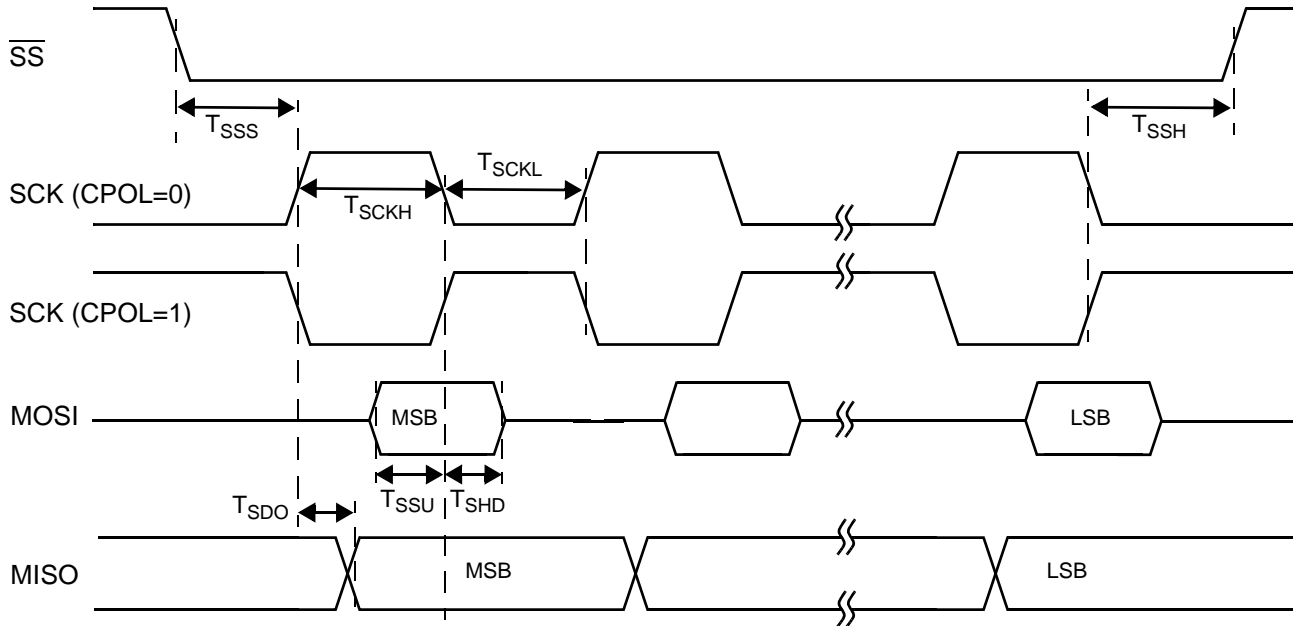 SS
TSSS
TSSH
SCK (CPOL=0)
TSCKH
TSCKL
SCK (CPOL=1)
MOSI
MSB
LSB
TSSU
TSHD
TSDO
MISO
MSB
LSB